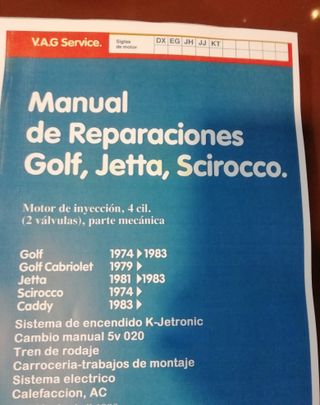 V.A.G Service.
Siglas de motor
DX EG JH JJ KT
Manual
de Reparaciones
Golf, Jetta, Scirocco.
Motor de inyección, 4 cil.
(2 válvulas), parte mecánica
Golf 1974 ▶ 1983
Golf Cabriolet 1979 ▶
Jetta 1981 ▶ 1983
Scirocco 1974 ▶
Caddy 1983 ▶
Sistema de encendido K-Jetronic
Cambio manual 5v 020
Tren de rodaje
Carroceria-trabajos de montaje
Sistema electrico
Calefaccion, AC